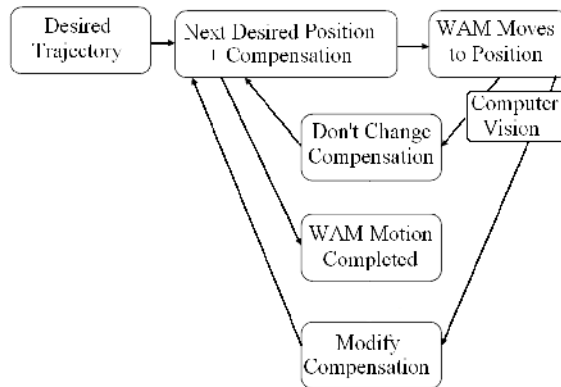 Desired
Trajectory
Next Desired Position
+ Compensation
WAM Moves
to Position
Computer
Vision
Don't Change
Compensation
WAM Motion
Completed
Modify
Compensation